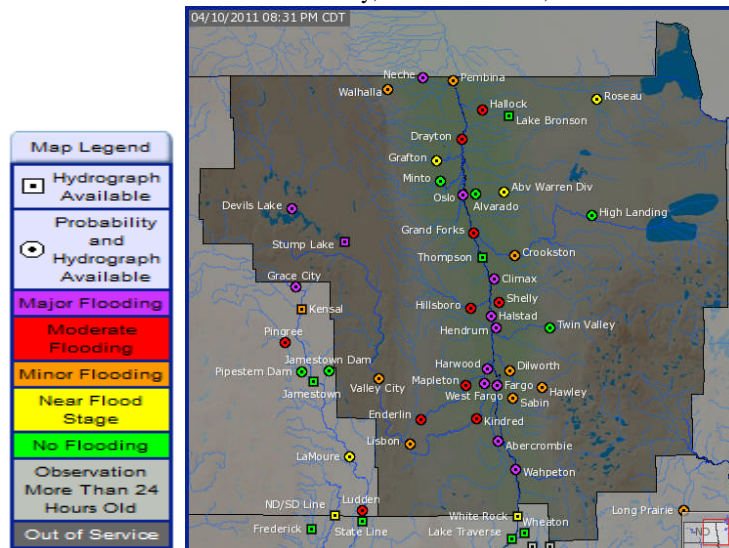 04/10/2011 08:31 PM CDT
Map Legend
Hydrograph
Available
Probability
and
Hydrograph
Available
Major Flooding
Moderate
Flooding
Minor Flooding
Near Flood
Stage
No Flooding
Observation
More Than 24
Hours Old
Out of Service
Neche
Pembina
Walhalla
Roseau
Hallock
Lake Bronson
Drayton
Grafton
Minto
Abv Warren Div
Oslo
Alvarado
Devils Lake
High Landing
Grand Forks
Stump Lake
Crookston
Thompson
Grace City
Climax
Kensal
Shelly
Hillsboro
Halstad
Hendrum
Twin Valley
Pingree
Jamestown Dam
Pipestem Dam
Jamestown
Valley City
Harwood
Dilworth
Mapleton
Fargo
West Fargo
Hawley
Sabin
Enderlin
Kindred
Lisbon
Abercrombie
LaMoure
Wahpeton
ND/SD Line
Ludden
White Rock
Wheaton
Long Prairie
Frederick
State Line
Lake Traverse
ND